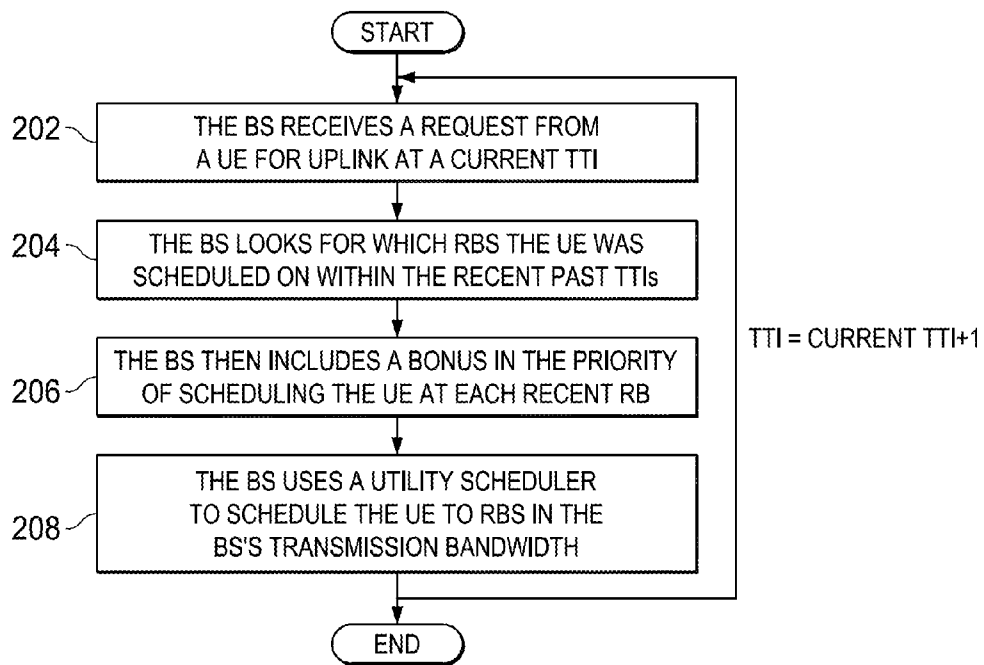 START
202
THE BS RECEIVES A REQUEST FROM
A UE FOR UPLINK AT A CURRENT TTI
204
THE BS LOOKS FOR WHICH RBS THE UE WAS
SCHEDULED ON WITHIN THE RECENT PAST TTIs
TTI = CURRENT TTI+1
206
THE BS THEN INCLUDES A BONUS IN THE PRIORITY
OF SCHEDULING THE UE AT EACH RECENT RB
208
THE BS USES A UTILITY SCHEDULER
TO SCHEDULE THE UE TO RBS IN THE
BS'S TRANSMISSION BANDWIDTH
END